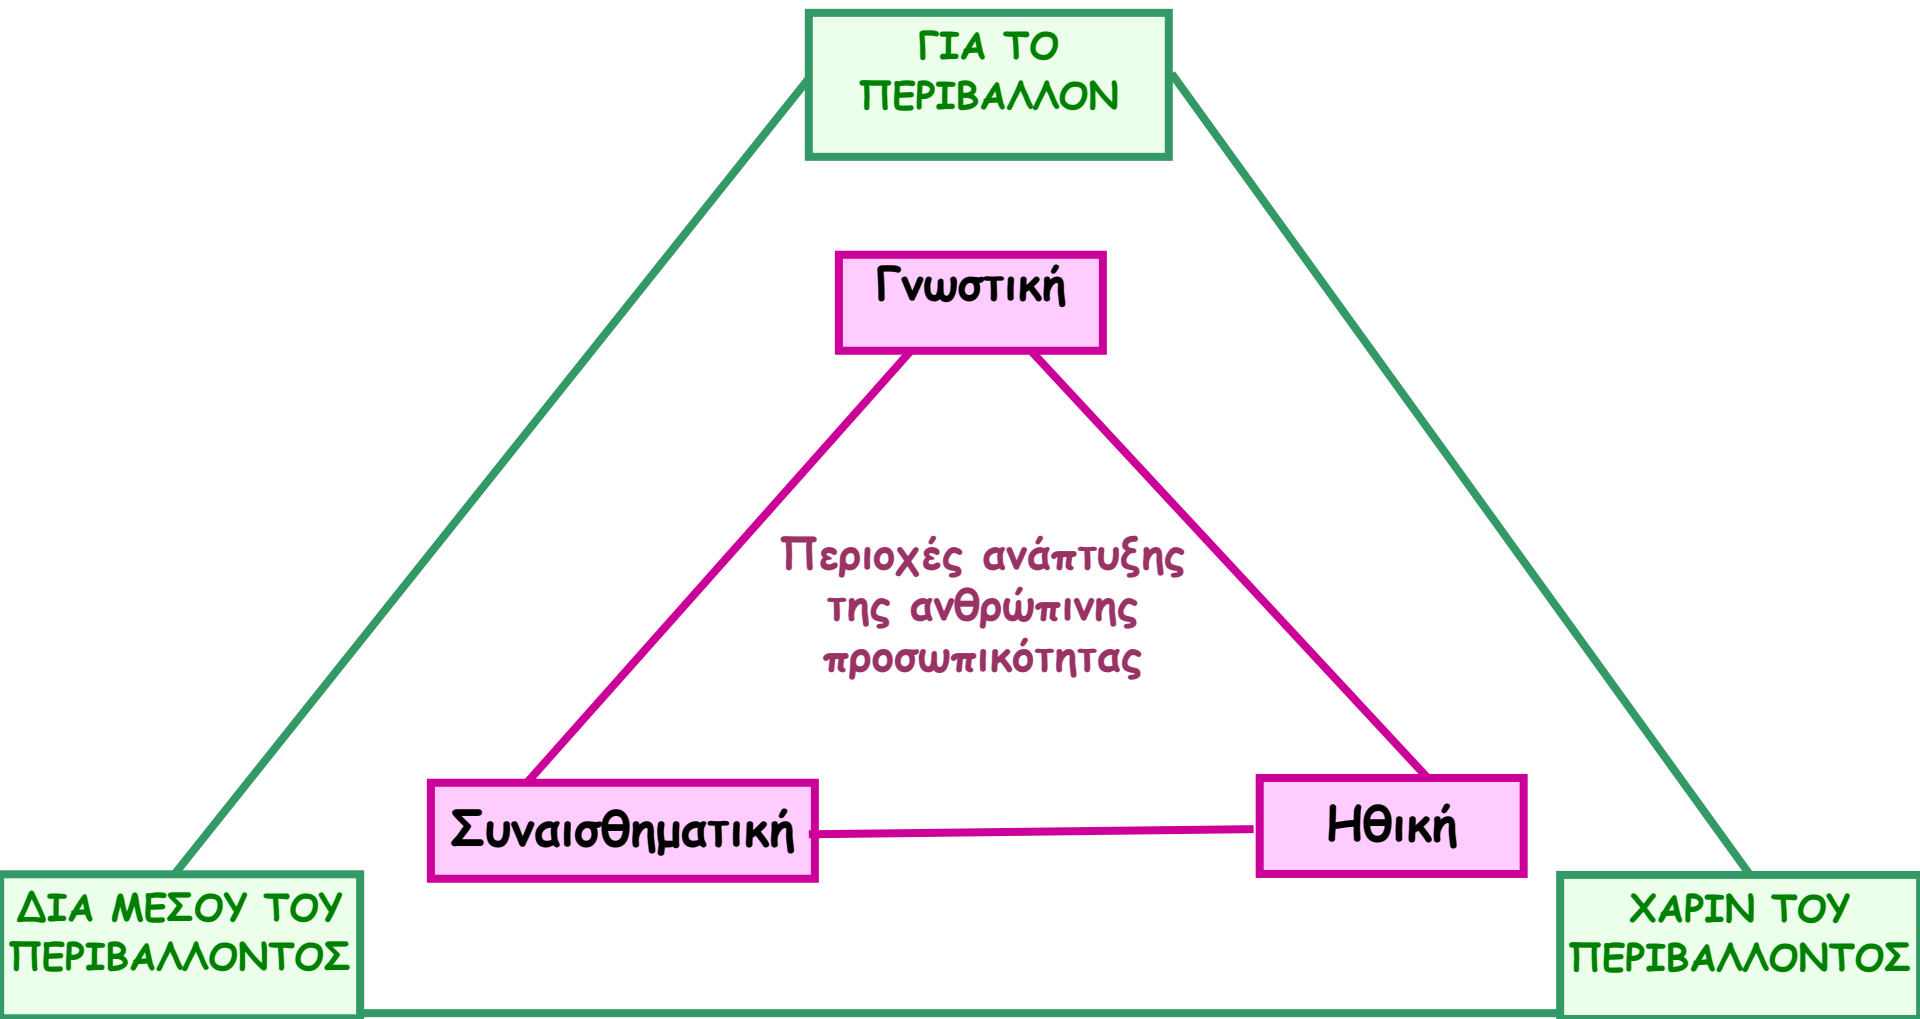 ΓΙΑ ΤΟ
ΠΕΡΙΒΑΛΛΟΝ
Γνωστική
Περιοχές ανάπτυξης
της ανθρώπινης
προσωπικότητας
Συναισθηματική
Ηθική
ΔΙΑ ΜΕΣΟΥ ΤΟΥ
ΠΕΡΙΒΑΛΛΟΝΤΟΣ
ΧΑΡΙΝ ΤΟΥ
ΠΕΡΙΒΑΛΛΟΝΤΟΣ